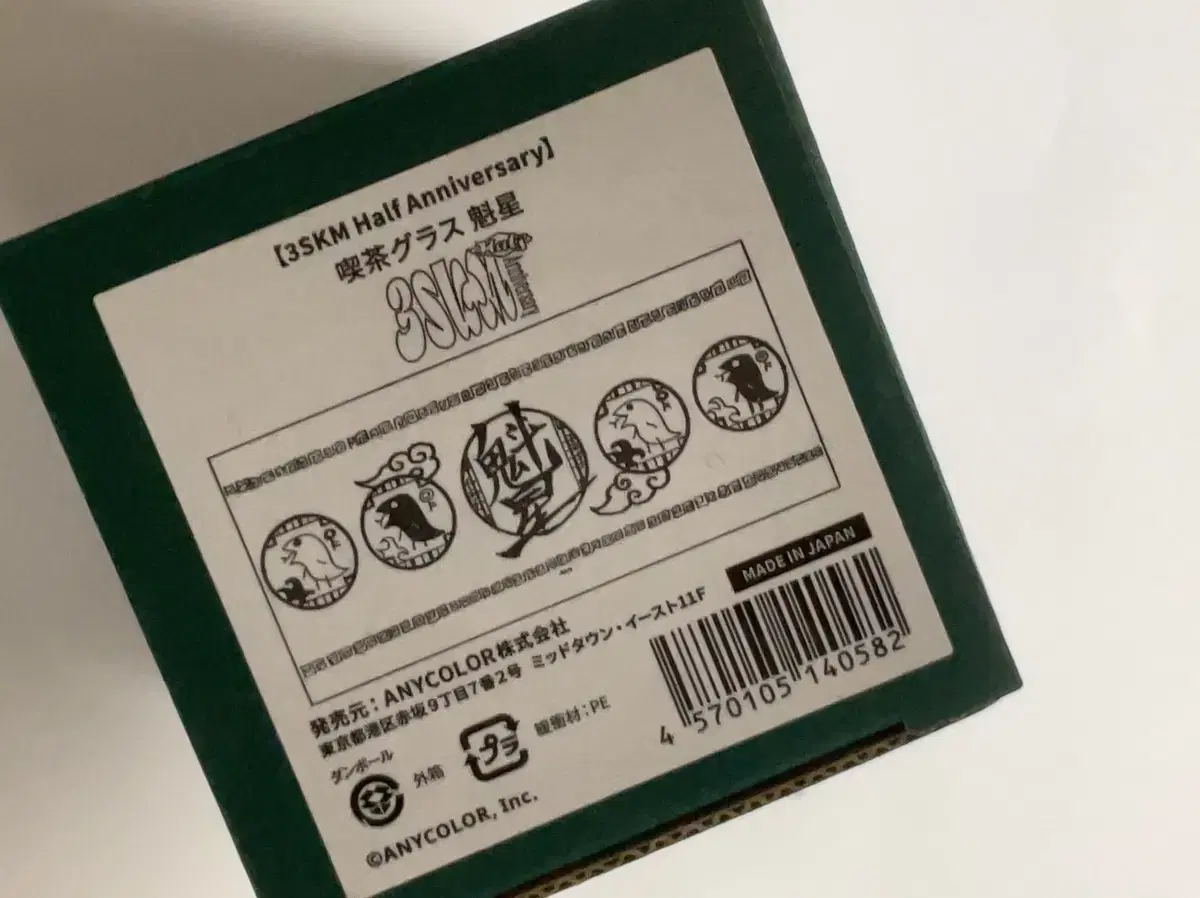 【3SKM Half Anniversary】
喫茶グラス 魁星
3SKM Half Anniversary
魁星
MADE IN JAPAN
発売元：ANYCOLOR株式会社
東京都港区赤坂9丁目7番2号 ミッドタウン・イースト11F
ダンボール
外箱
プラ
緩衝材：PE
4 570105 140582
©ANYCOLOR, Inc.